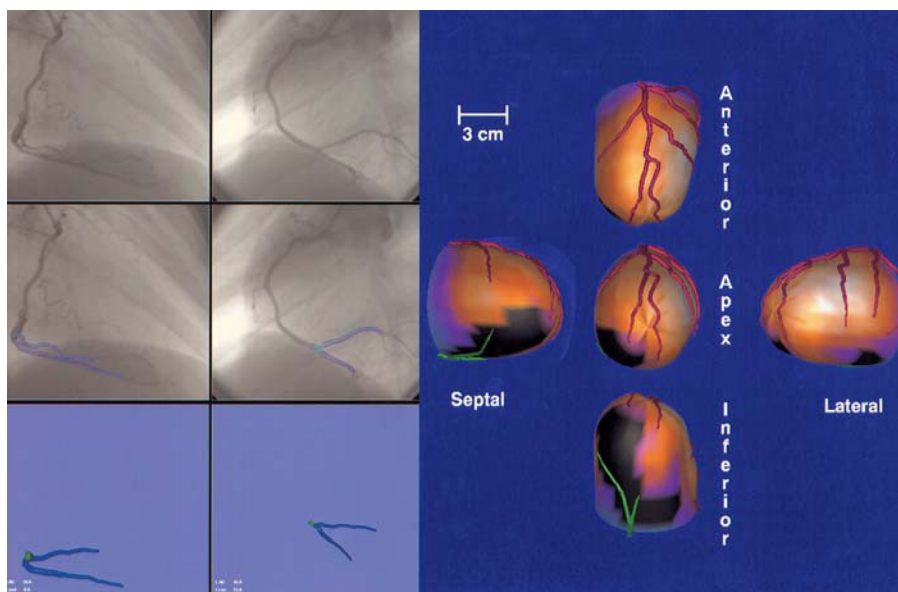 3 cm
Anterior
Apex
Septal
Lateral
Inferior